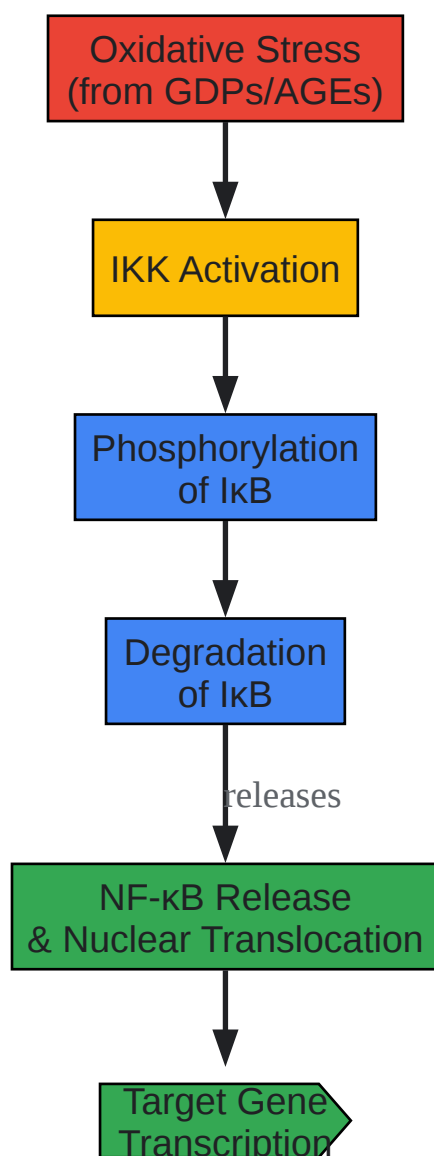 Oxidative Stress
(from GDPs/AGEs)
IKK Activation
Phosphorylation
of IκB
Degradation
of IκB
releases
NF-κB Release
& Nuclear Translocation
Target Gene
Transcription